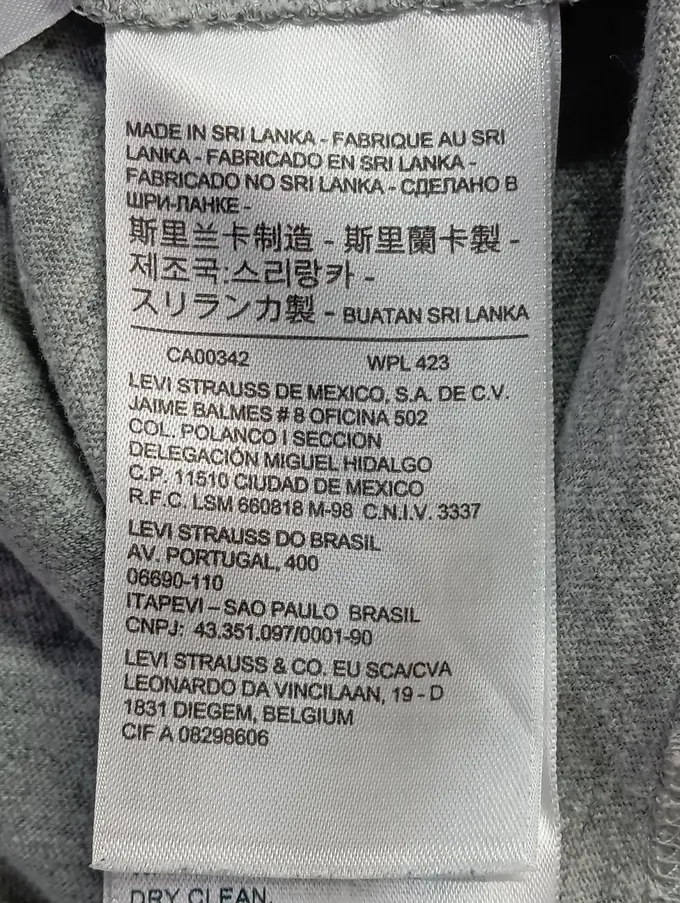 MADE IN SRI LANKA - FABRIQUE AU SRI
LANKA - FABRICADO EN SRI LANKA -
FABRICADO NO SRI LANKA - СДЕЛАНО В
ШРИ-ЛАНКЕ -
斯里兰卡制造 - 斯里蘭卡製 -
제조국:스리랑카 -
スリランカ製 - BUATAN SRI LANKA
CA00342 WPL 423
LEVI STRAUSS DE MEXICO, S.A. DE C.V.
JAIME BALMES # 8 OFICINA 502
COL. POLANCO I SECCION
DELEGACIÓN MIGUEL HIDALGO
C.P. 11510 CIUDAD DE MEXICO
R.F.C. LSM 660818 M-98 C.N.I.V. 3337
LEVI STRAUSS DO BRASIL
AV. PORTUGAL, 400
06690-110
ITAPEVI – SAO PAULO BRASIL
CNPJ: 43.351.097/0001-90
LEVI STRAUSS & CO. EU SCA/CVA
LEONARDO DA VINCILAAN, 19 - D
1831 DIEGEM, BELGIUM
CIF A 08298606
DRY CLEAN.